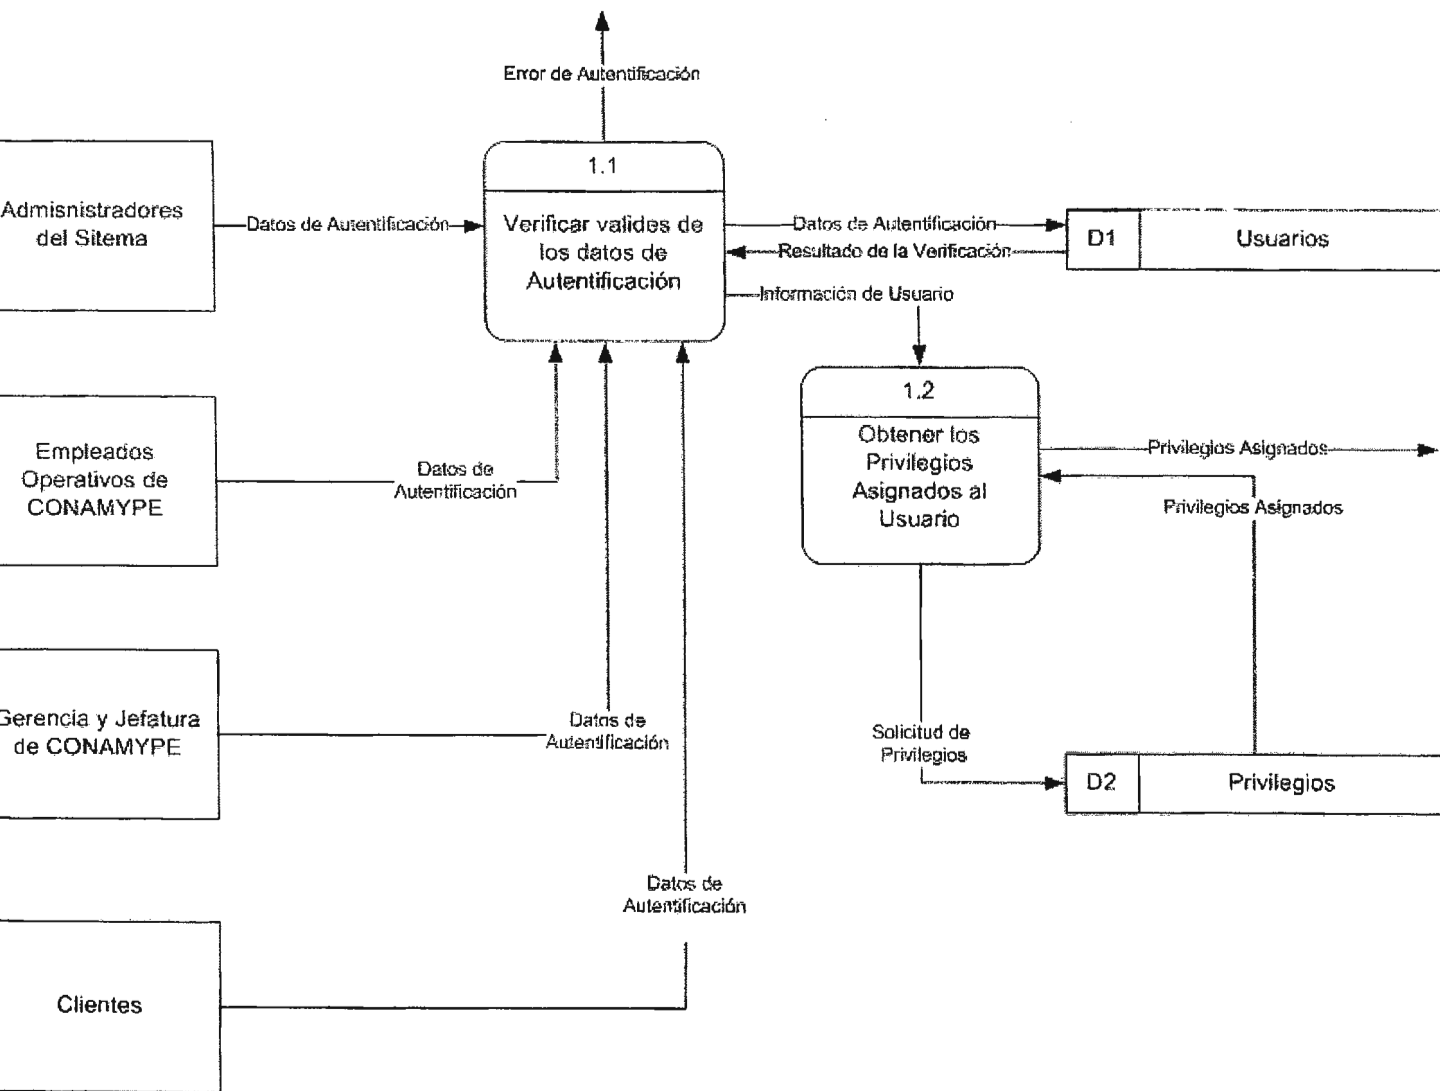 Error de Autentificación
1.1
Verificar valides de
los datos de
Autentificación
Admisnistradores
del Sitema
Datos de Autentificación
Datos de Autentificación
Resultado de la Verificación
Información de Usuario
D1
Usuarios
1.2
Obtener los
Privilegios
Asignados al
Usuario
Privilegios Asignados
Privilegios Asignados
Empleados
Operativos de
CONAMYPE
Datos de
Autentificación
Gerencia y Jefatura
de CONAMYPE
Datos de
Autentificación
Solicitud de
Privilegios
D2
Privilegios
Datos de
Autentificación
Clientes